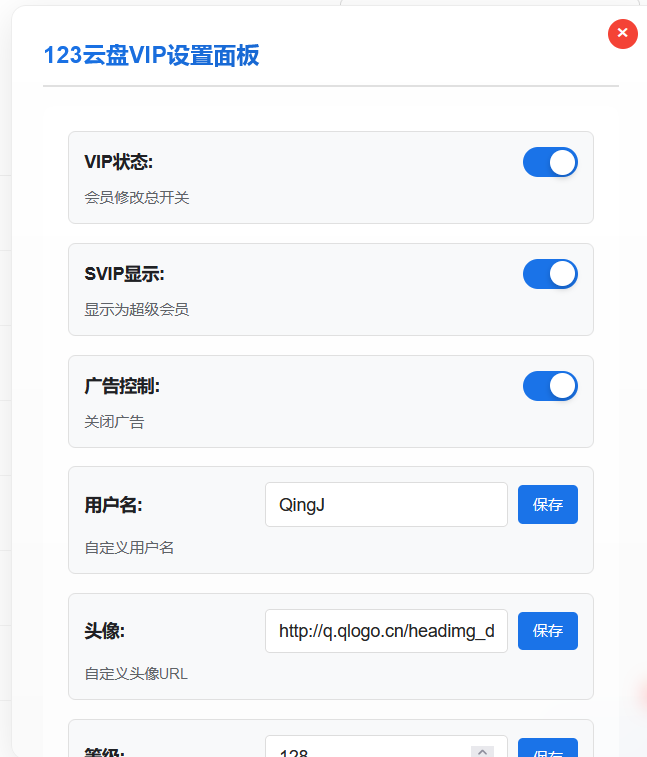 123云盘VIP设置面板
VIP状态:
会员修改总开关
SVIP显示:
显示为超级会员
广告控制:
关闭广告
用户名:
QingJ
保存
自定义用户名
头像:
http://q.qlogo.cn/headimg_d
保存
自定义头像URL
等级:
128
保存